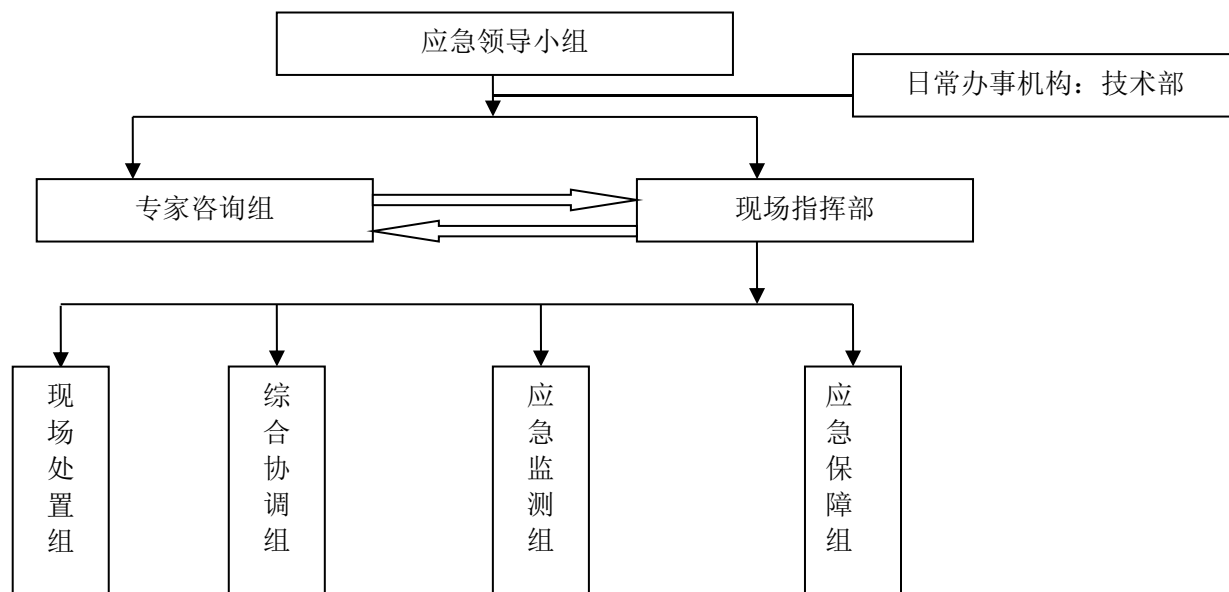 应急领导小组
日常办事机构：技术部
专家咨询组
现场指挥部
现场处置组
综合协调组
应急监测组
应急保障组